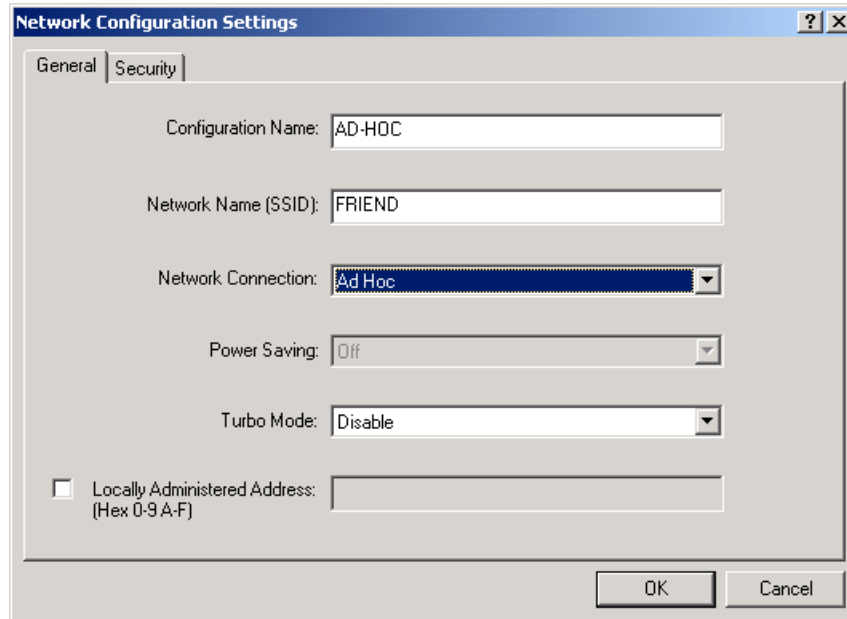 Network Configuration Settings
General Security
Configuration Name: AD-HOC
Network Name (SSID): FRIEND
Network Connection: Ad Hoc
Power Saving: Off
Turbo Mode: Disable
Locally Administered Address:
(Hex 0-9 A-F)
OK Cancel